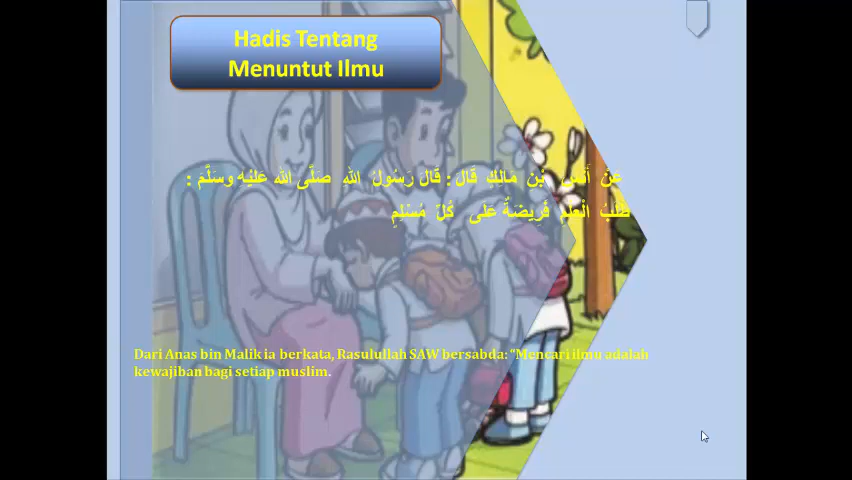 Hadis Tentang
Menuntut Ilmu
عَنْ أَنَسِ بْنِ مَالِكٍ قَالَ : قَالَ رَسُولُ اللهِ صَلَّى اللهُ عَلَيْهِ وَسَلَّمَ :
طَلَبُ الْعِلْمِ فَرِيْضَةٌ عَلَى كُلِّ مُسْلِمٍ
Dari Anas bin Malik ia berkata, Rasulullah SAW bersabda: "Mencari ilmu adalah
kewajiban bagi setiap muslim.